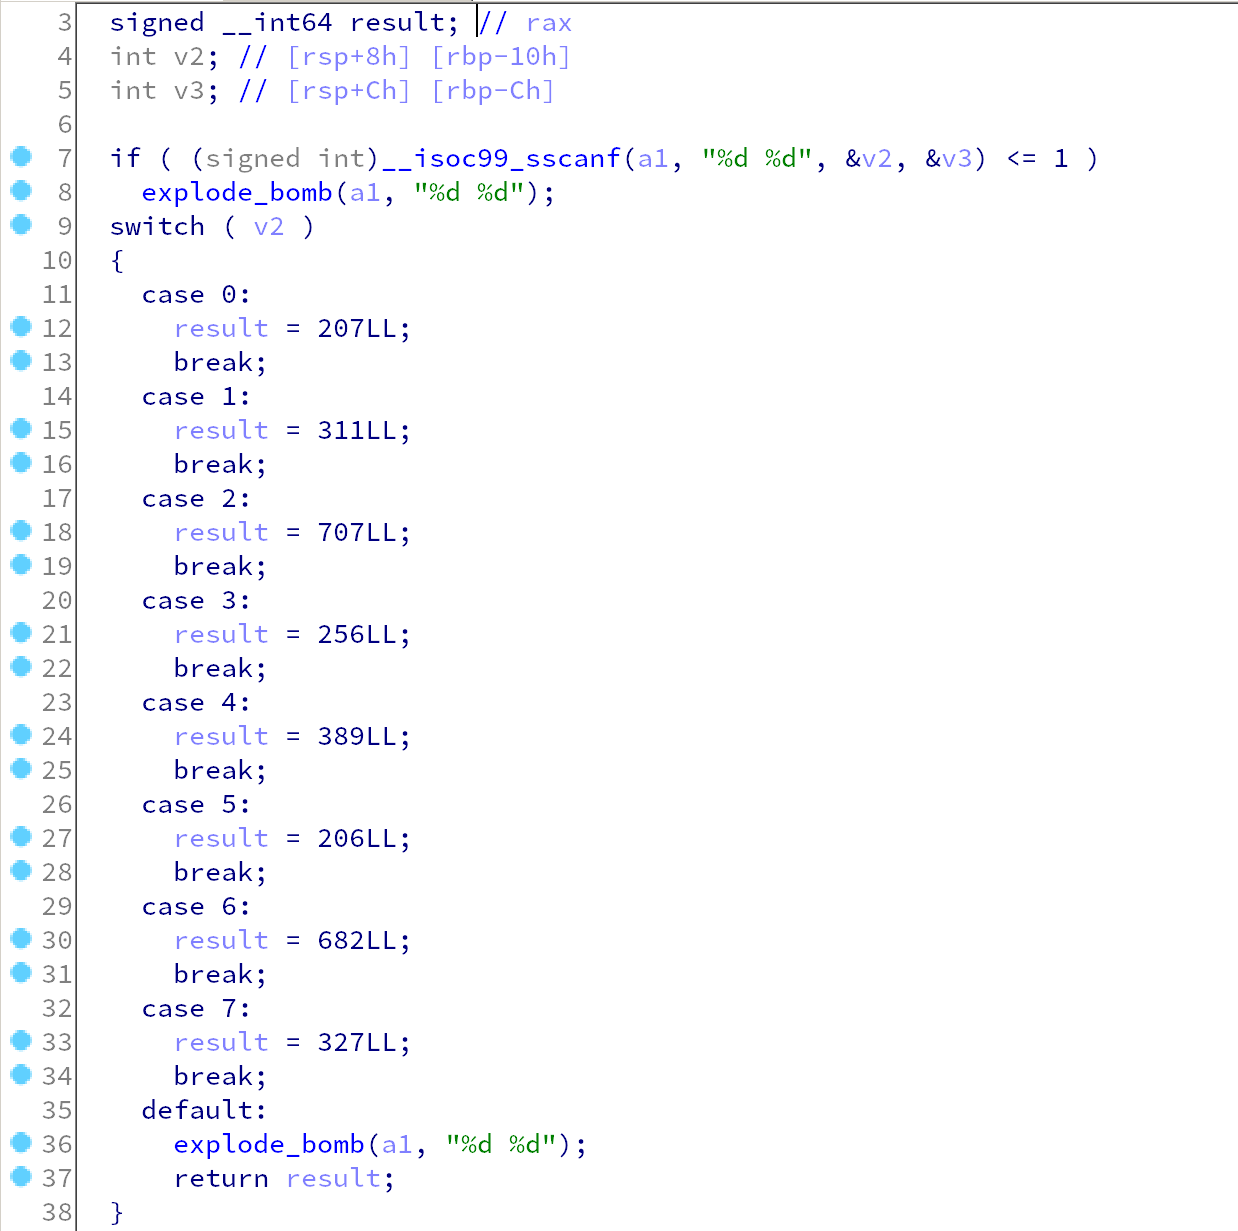 3 signed __int64 result; // rax
4 int v2; // [rsp+8h] [rbp-10h]
5 int v3; // [rsp+Ch] [rbp-Ch]
6
7 if ( (signed int)__isoc99_sscanf(a1, "%d %d", &v2, &v3) <= 1 )
8 explode_bomb(a1, "%d %d");
9 switch ( v2 )
10 {
11 case 0:
12 result = 207LL;
13 break;
14 case 1:
15 result = 311LL;
16 break;
17 case 2:
18 result = 707LL;
19 break;
20 case 3:
21 result = 256LL;
22 break;
23 case 4:
24 result = 389LL;
25 break;
26 case 5:
27 result = 206LL;
28 break;
29 case 6:
30 result = 682LL;
31 break;
32 case 7:
33 result = 327LL;
34 break;
35 default:
36 explode_bomb(a1, "%d %d");
37 return result;
38 }